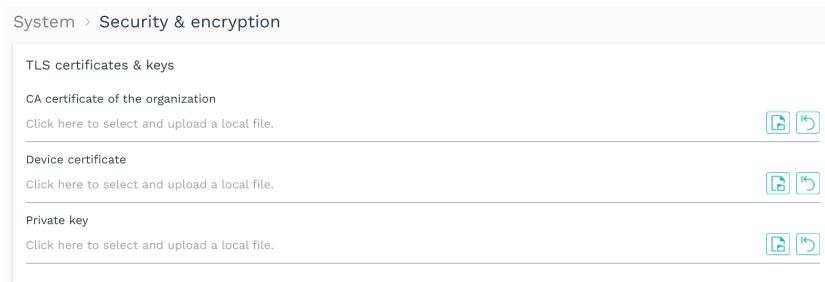 System > Security & encryption
TLS certificates & keys
CA certificate of the organization
Click here to select and upload a local file.
Device certificate
Click here to select and upload a local file.
Private key
Click here to select and upload a local file.